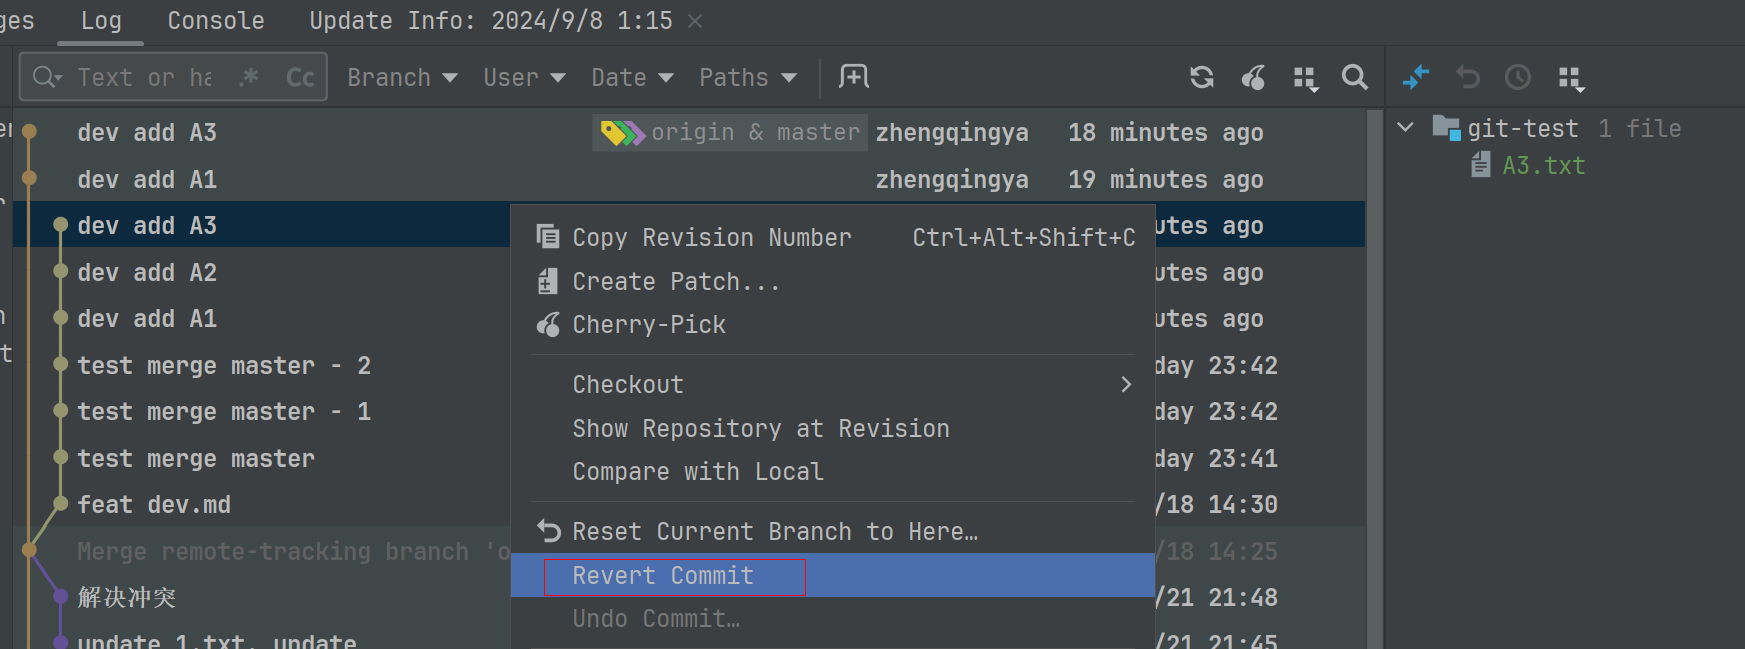 ges Log Console Update Info: 2024/9/8 1:15
Text or ha .* Cc Branch User Date Paths
dev add A3 origin & master zhengqingya 18 minutes ago
dev add A1 zhengqingya 19 minutes ago
dev add A3 utes ago
dev add A2 utes ago
dev add A1 utes ago
test merge master - 2 day 23:42
test merge master - 1 day 23:42
test merge master day 23:41
feat dev.md /18 14:30
Merge remote-tracking branch 'o /18 14:25
解决冲突 /21 21:48
update 1.txt, update /21 21:45
Copy Revision Number Ctrl+Alt+Shift+C
Create Patch...
Cherry-Pick
Checkout
Show Repository at Revision
Compare with Local
Reset Current Branch to Here…
Revert Commit
Undo Commit…
git-test 1 file
A3.txt